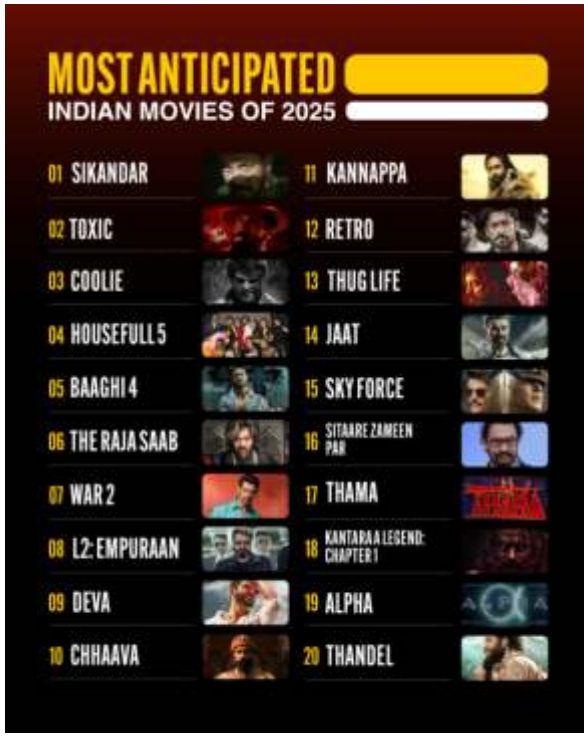 MOST ANTICIPATED
INDIAN MOVIES OF 2025
01 SIKANDAR
02 TOXIC
03 COOLIE
04 HOUSEFULL 5
05 BAAGHI 4
06 THE RAJA SAAB
07 WAR 2
08 L2: EMPURAAN
09 DEVA
10 CHHAAVA
11 KANNAPPA
12 RETRO
13 THUG LIFE
14 JAAT
15 SKY FORCE
16 SITAARE ZAMEEN
PAR
17 THAMA
THAMA
18 KANTARA A LEGEND:
CHAPTER 1
19 ALPHA
ALPHA
20 THANDEL